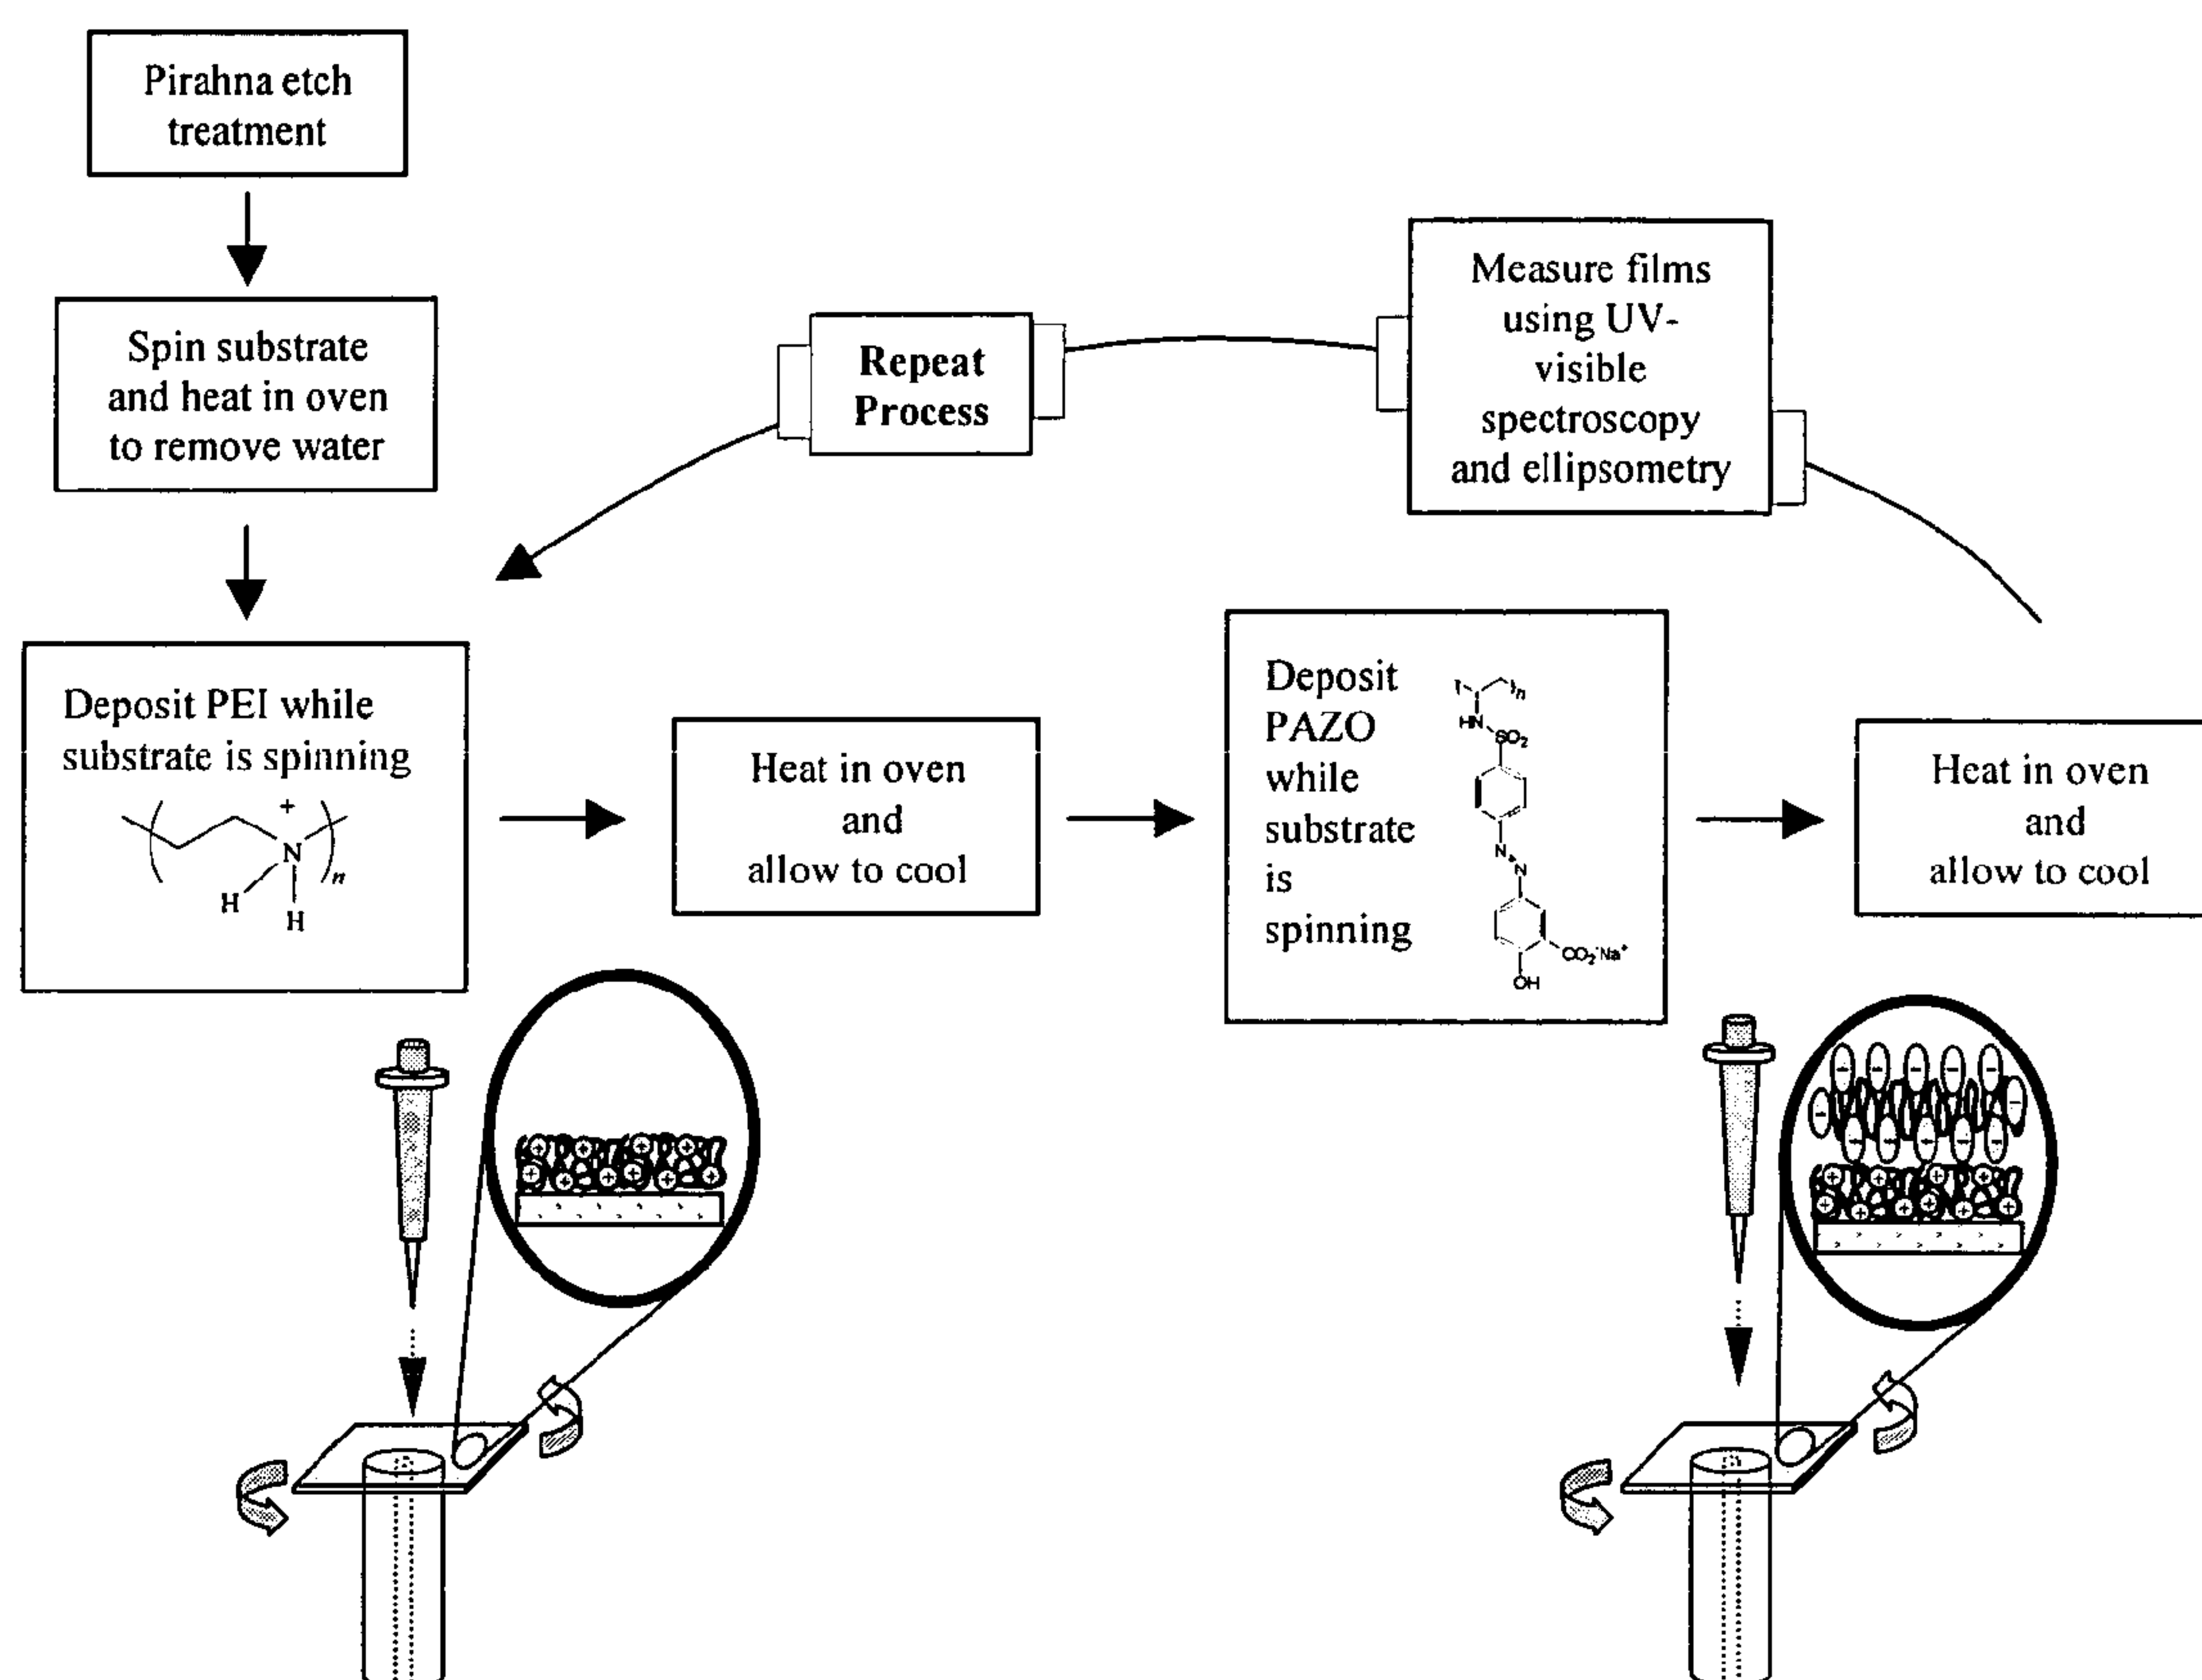 Pirahna etch
treatment
Spin substrate
and heat in oven
to remove water
Repeat
Process
Measure films
using UV-
visible
spectroscopy
and ellipsometry
Deposit PEI while
substrate is spinning
+
N
n
H
H
Heat in oven
and
allow to cool
Deposit
PAZO
while
substrate
is
spinning
n
HN
SO2
N
N
CO2-Na+
OH
Heat in oven
and
allow to cool